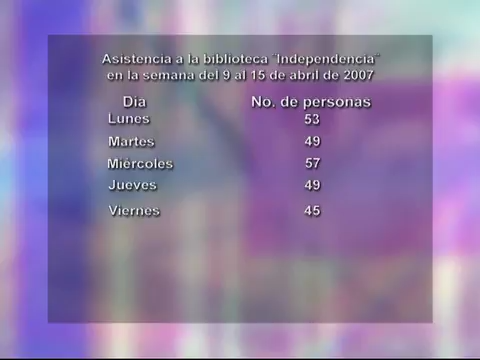 Asistencia a la biblioteca ¨Independencia¨
en la semana del 9 al 15 de abril de 2007
Dia No. de personas
Lunes 53
Martes 49
Miércoles 57
Jueves 49
Viernes 45